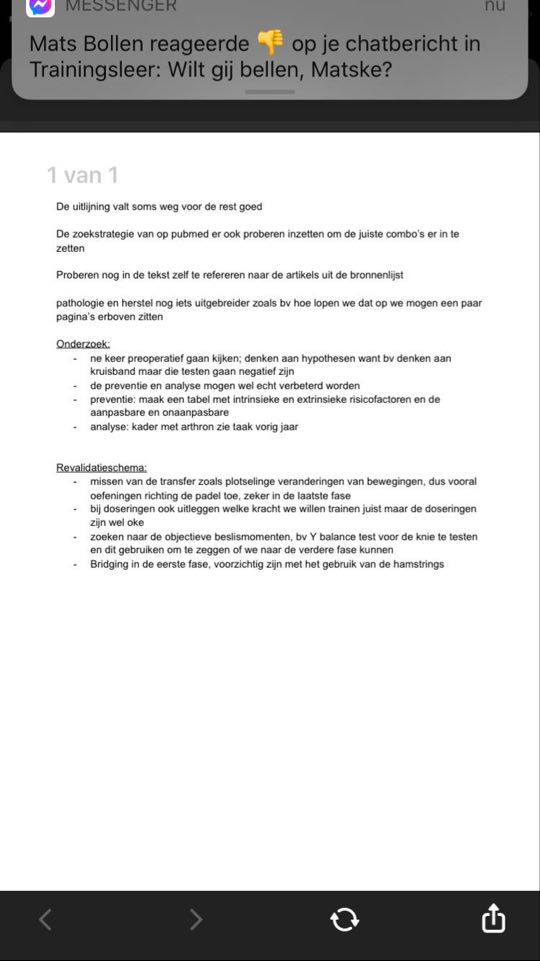 MESSENGER
nu
Mats Bollen reageerde 👎 op je chatbericht in
Trainingsleer: Wilt gij bellen, Matske?
1 van 1
De uitlijning valt soms weg voor de rest goed
De zoekstrategie van op pubmed er ook proberen inzetten om de juiste combo's er in te
zetten
Proberen nog in de tekst zelf te refereren naar de artikels uit de bronnenlijst
pathologie en herstel nog iets uitgebreider zoals bv hoe lopen we dat op we mogen een paar
pagina's erboven zitten
Onderzoek:
- ne keer preoperatief gaan kijken; denken aan hypothesen want bv denken aan
kruisband maar die testen gaan negatief zijn
- de preventie en analyse mogen wel echt verbeterd worden
- preventie: maak een tabel met intrinsieke en extrinsieke risicofactoren en de
aanpasbare en onaanpasbare
- analyse: kader met arthron zie taak vorig jaar
Revalidatieschema:
- missen van de transfer zoals plotselinge veranderingen van bewegingen, dus vooral
oefeningen richting de padel toe, zeker in de laatste fase
- bij doseringen ook uitleggen welke kracht we willen trainen juist maar de doseringen
zijn wel oke
- zoeken naar de objectieve beslismomenten, bv Y balance test voor de knie te testen
en dit gebruiken om te zeggen of we naar de verdere fase kunnen
- Bridging in de eerste fase, voorzichtig zijn met het gebruik van de hamstrings